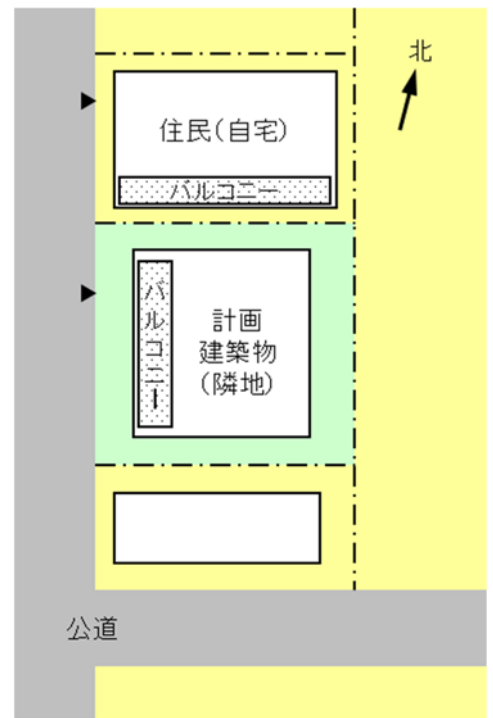 北
住民(自宅)
バルコニー
バルコニー
計画
建築物
(隣地)
公道